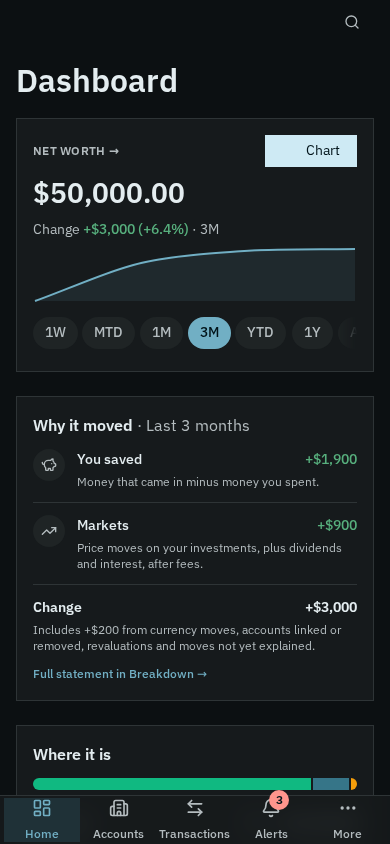 Dashboard
NET WORTH →
Chart
$50,000.00
Change +$3,000 (+6.4%) · 3M
1W MTD 1M 3M YTD 1Y
Why it moved · Last 3 months
You saved +$1,900
Money that came in minus money you spent.
Markets +$900
Price moves on your investments, plus dividends
and interest, after fees.
Change +$3,000
Includes +$200 from currency moves, accounts linked or
removed, revaluations and moves not yet explained.
Full statement in Breakdown →
Where it is
3
Home Accounts Transactions Alerts More